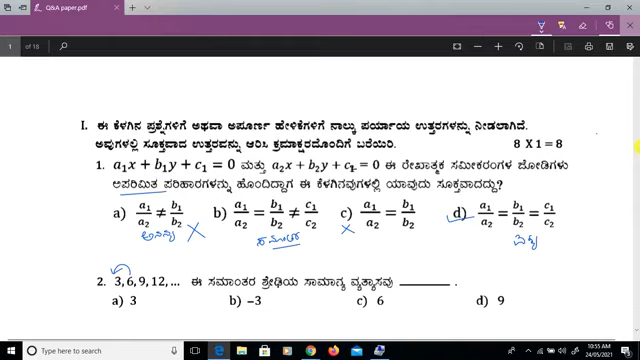 Q&A paper.pdf
1 of 18
I. ಈ ಕೆಳಗಿನ ಪ್ರಶ್ನೆಗಳಿಗೆ ಅಥವಾ ಅಪೂರ್ಣ ಹೇಳಿಕೆಗಳಿಗೆ ನಾಲ್ಕು ಪರ್ಯಾಯ ಉತ್ತರಗಳನ್ನು ನೀಡಲಾಗಿದೆ.
ಅವುಗಳಲ್ಲಿ ಸೂಕ್ತವಾದ ಉತ್ತರವನ್ನು ಆರಿಸಿ ಕ್ರಮಾಕ್ಷರದೊಂದಿಗೆ ಬರೆಯಿರಿ. 8 X 1 = 8
1. a₁x + b₁y + c₁ = 0 ಮತ್ತು a₂x + b₂y + c₂ = 0 ಈ ರೇಖಾತ್ಮಕ ಸಮೀಕರಣಗಳ ಜೋಡಿಗಳು
ಅಪರಿಮಿತ ಪರಿಹಾರಗಳನ್ನು ಹೊಂದಿದ್ದಾಗ ಈ ಕೆಳಗಿನವುಗಳಲ್ಲಿ ಯಾವುದು ಸೂಕ್ತವಾದದ್ದು?
a) a₁/a₂ ≠ b₁/b₂ b) a₁/a₂ = b₁/b₂ ≠ c₁/c₂ c) a₁/a₂ = b₁/b₂ d) a₁/a₂ = b₁/b₂ = c₁/c₂
ಅನನ್ಯ
2. 3, 6, 9, 12, ... ಈ ಸಮಾಂತರ ಶ್ರೇಢಿಯ ಸಾಮಾನ್ಯ ವ್ಯತ್ಯಾಸವು ________ .
a) 3 b) −3 c) 6 d) 9
10:55 AM
24/05/2021